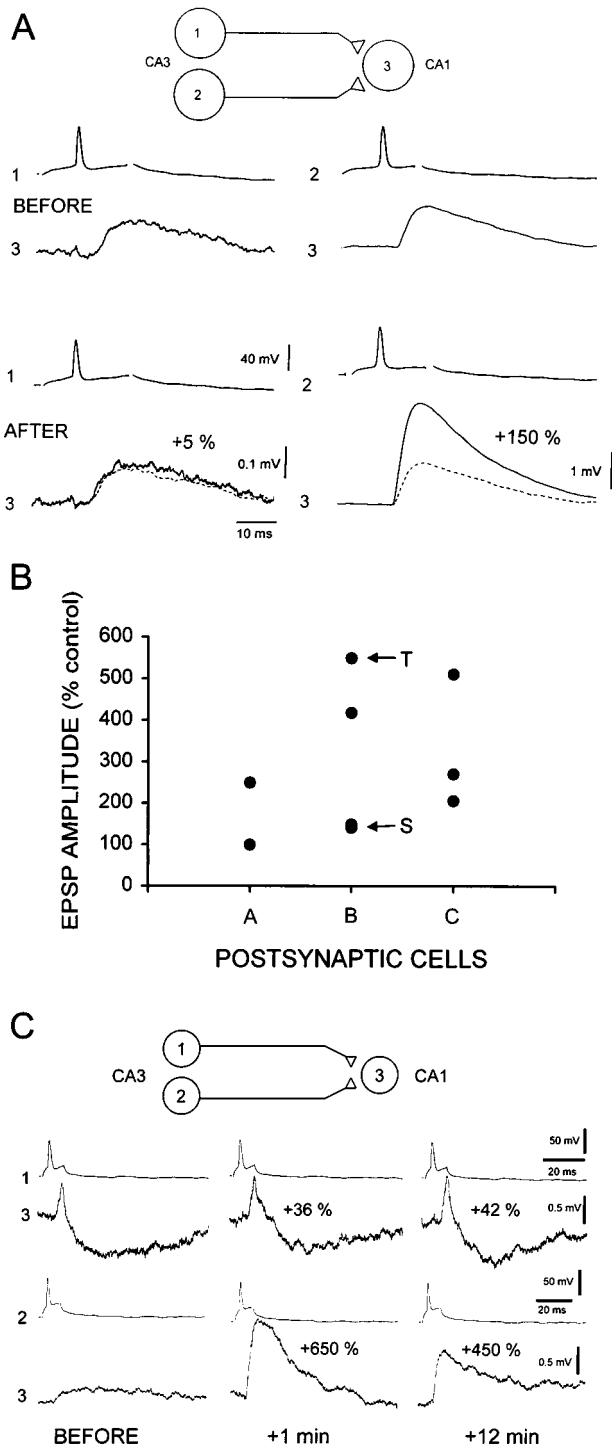 A
1
CA3
3
CA1
2
1
2
BEFORE
3
3
40 mV
1
2
AFTER
+5 %
+150 %
0.1 mV
1 mV
3
3
10 ms
B
EPSP AMPLITUDE (% control)
600
500
400
300
200
100
0
T
S
A
B
C
POSTSYNAPTIC CELLS
C
1
CA3
3
CA1
2
50 mV
20 ms
1
3
+36 %
+42 %
0.5 mV
50 mV
2
20 ms
+650 %
+450 %
0.5 mV
3
BEFORE
+1 min
+12 min